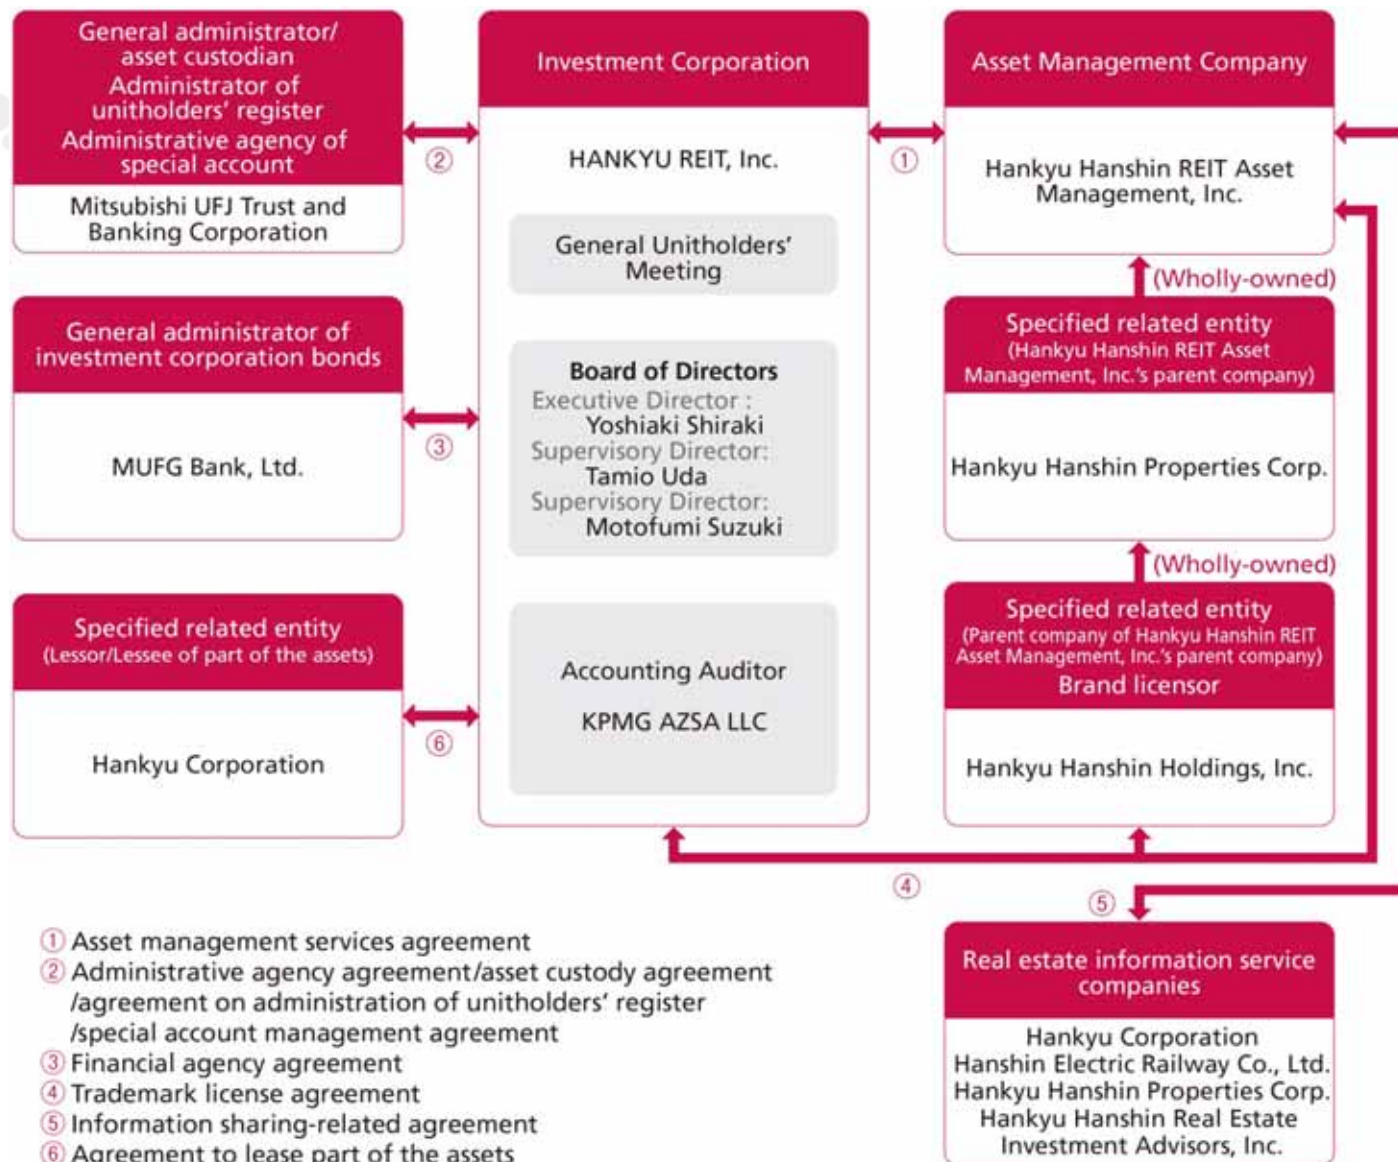 General administrator/
asset custodian
Administrator of
unitholders' register
Administrative agency of
special account
Mitsubishi UFJ Trust and
Banking Corporation
②
General administrator of
investment corporation bonds
MUFG Bank, Ltd.
③
Specified related entity
(Lessor/Lessee of part of the assets)
Hankyu Corporation
⑥
Investment Corporation
HANKYU REIT, Inc.
General Unitholders'
Meeting
Board of Directors
Executive Director :
Yoshiaki Shiraki
Supervisory Director:
Tamio Uda
Supervisory Director:
Motofumi Suzuki
Accounting Auditor
KPMG AZSA LLC
①
Asset Management Company
Hankyu Hanshin REIT Asset
Management, Inc.
(Wholly-owned)
Specified related entity
(Hankyu Hanshin REIT Asset
Management, Inc.'s parent company)
Hankyu Hanshin Properties Corp.
(Wholly-owned)
Specified related entity
(Parent company of Hankyu Hanshin REIT
Asset Management, Inc.'s parent company)
Brand licensor
Hankyu Hanshin Holdings, Inc.
④
⑤
Real estate information service
companies
Hankyu Corporation
Hanshin Electric Railway Co., Ltd.
Hankyu Hanshin Properties Corp.
Hankyu Hanshin Real Estate
Investment Advisors, Inc.
① Asset management services agreement
② Administrative agency agreement/asset custody agreement
/agreement on administration of unitholders' register
/special account management agreement
③ Financial agency agreement
④ Trademark license agreement
⑤ Information sharing-related agreement
⑥ Agreement to lease part of the assets